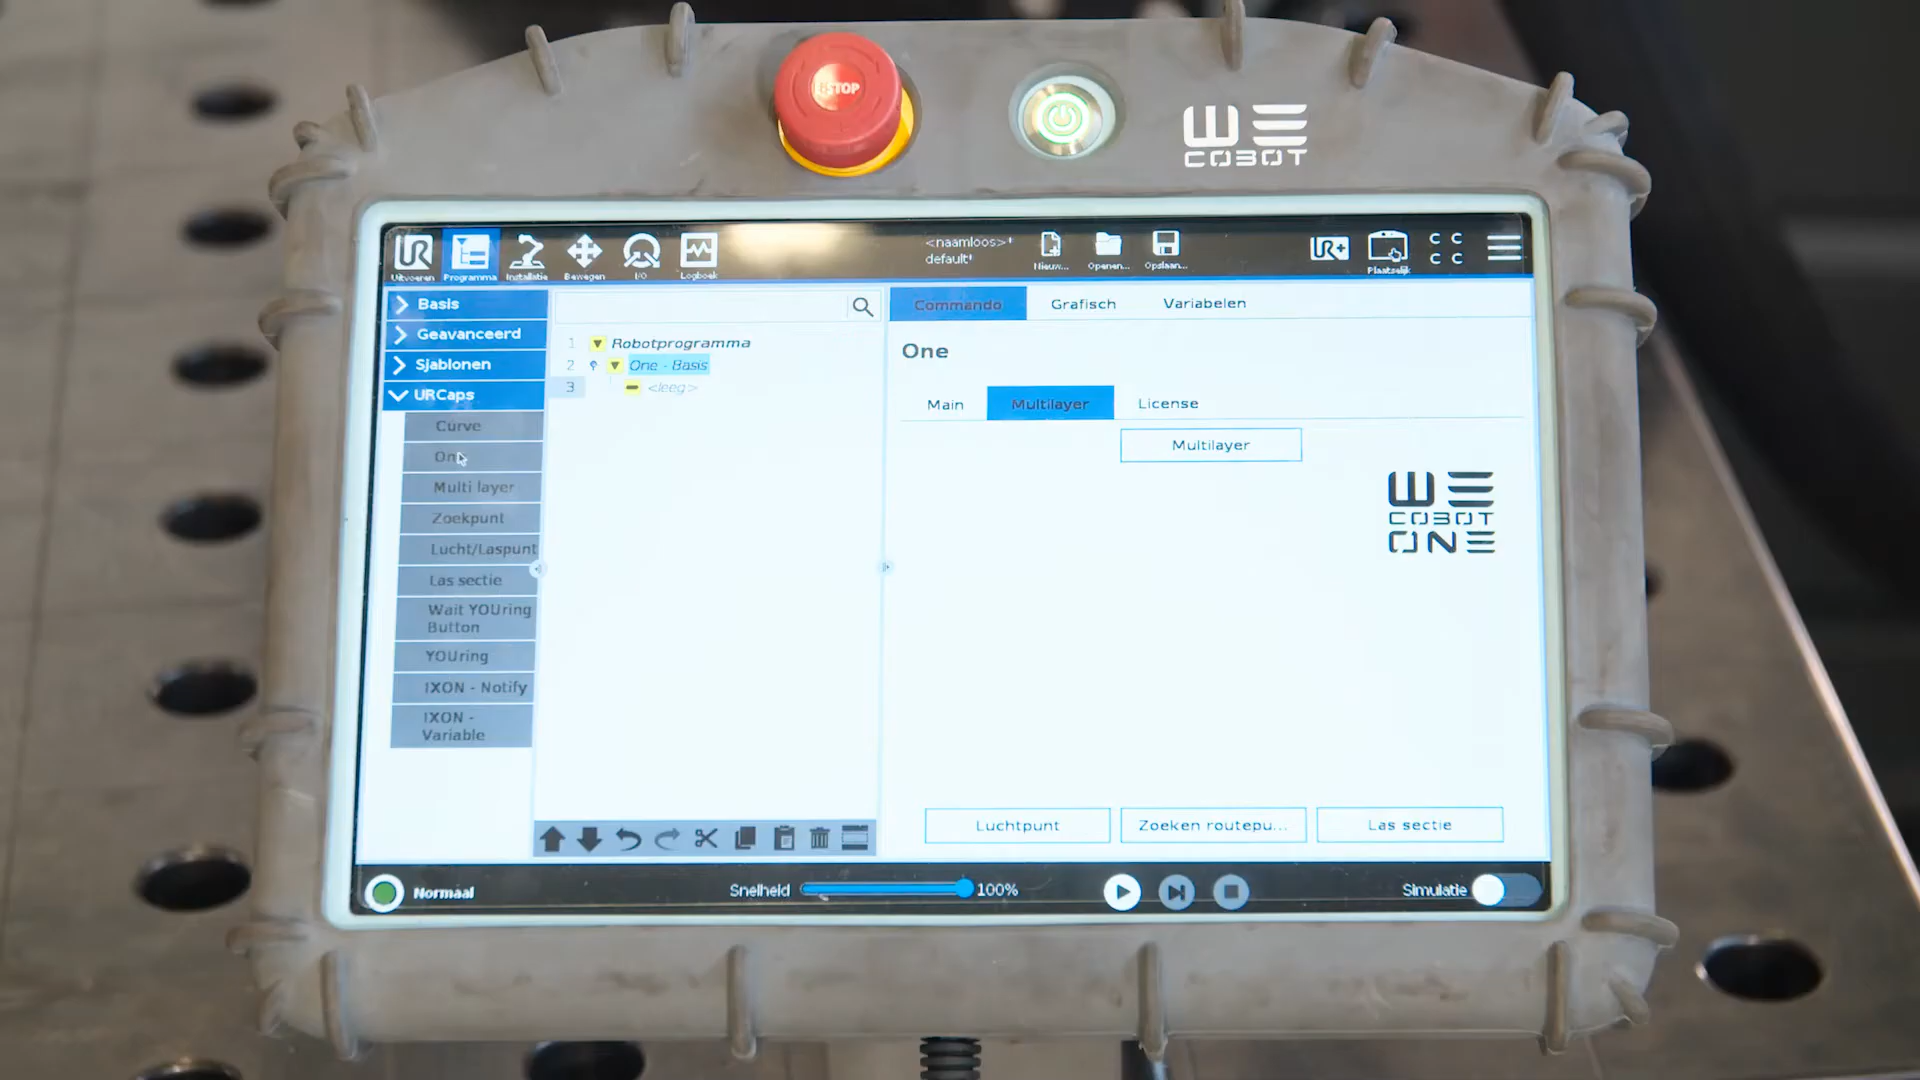 STOP
WE
COBOT
Uitvoeren
Programma
Installatie
Bewegen
I/O
Logboek
<naamloos>*
default*
Nieuw...
Openen...
Opslaan...
UR+
Plaatselijk
C C
C C
Basis
Geavanceerd
Sjablonen
URCaps
Curve
One
Multi layer
Zoekpunt
Lucht/Laspunt
Las sectie
Wait YOUring
Button
YOUring
IXON - Notify
IXON -
Variable
1 Robotprogramma
2 One - Basis
3 <leeg>
Commando Grafisch Variabelen
One
Main Multilayer License
Multilayer
WE
COBOT
ONE
Luchtpunt Zoeken routepu... Las sectie
Normaal
Snelheid 100%
Simulatie